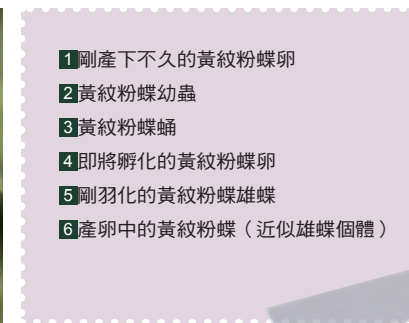 1剛產下不久的黃紋粉蝶卵
2黃紋粉蝶幼蟲
3黃紋粉蝶蛹
4即將孵化的黃紋粉蝶卵
5剛羽化的黃紋粉蝶雄蝶
6產卵中的黃紋粉蝶（近似雄蝶個體）